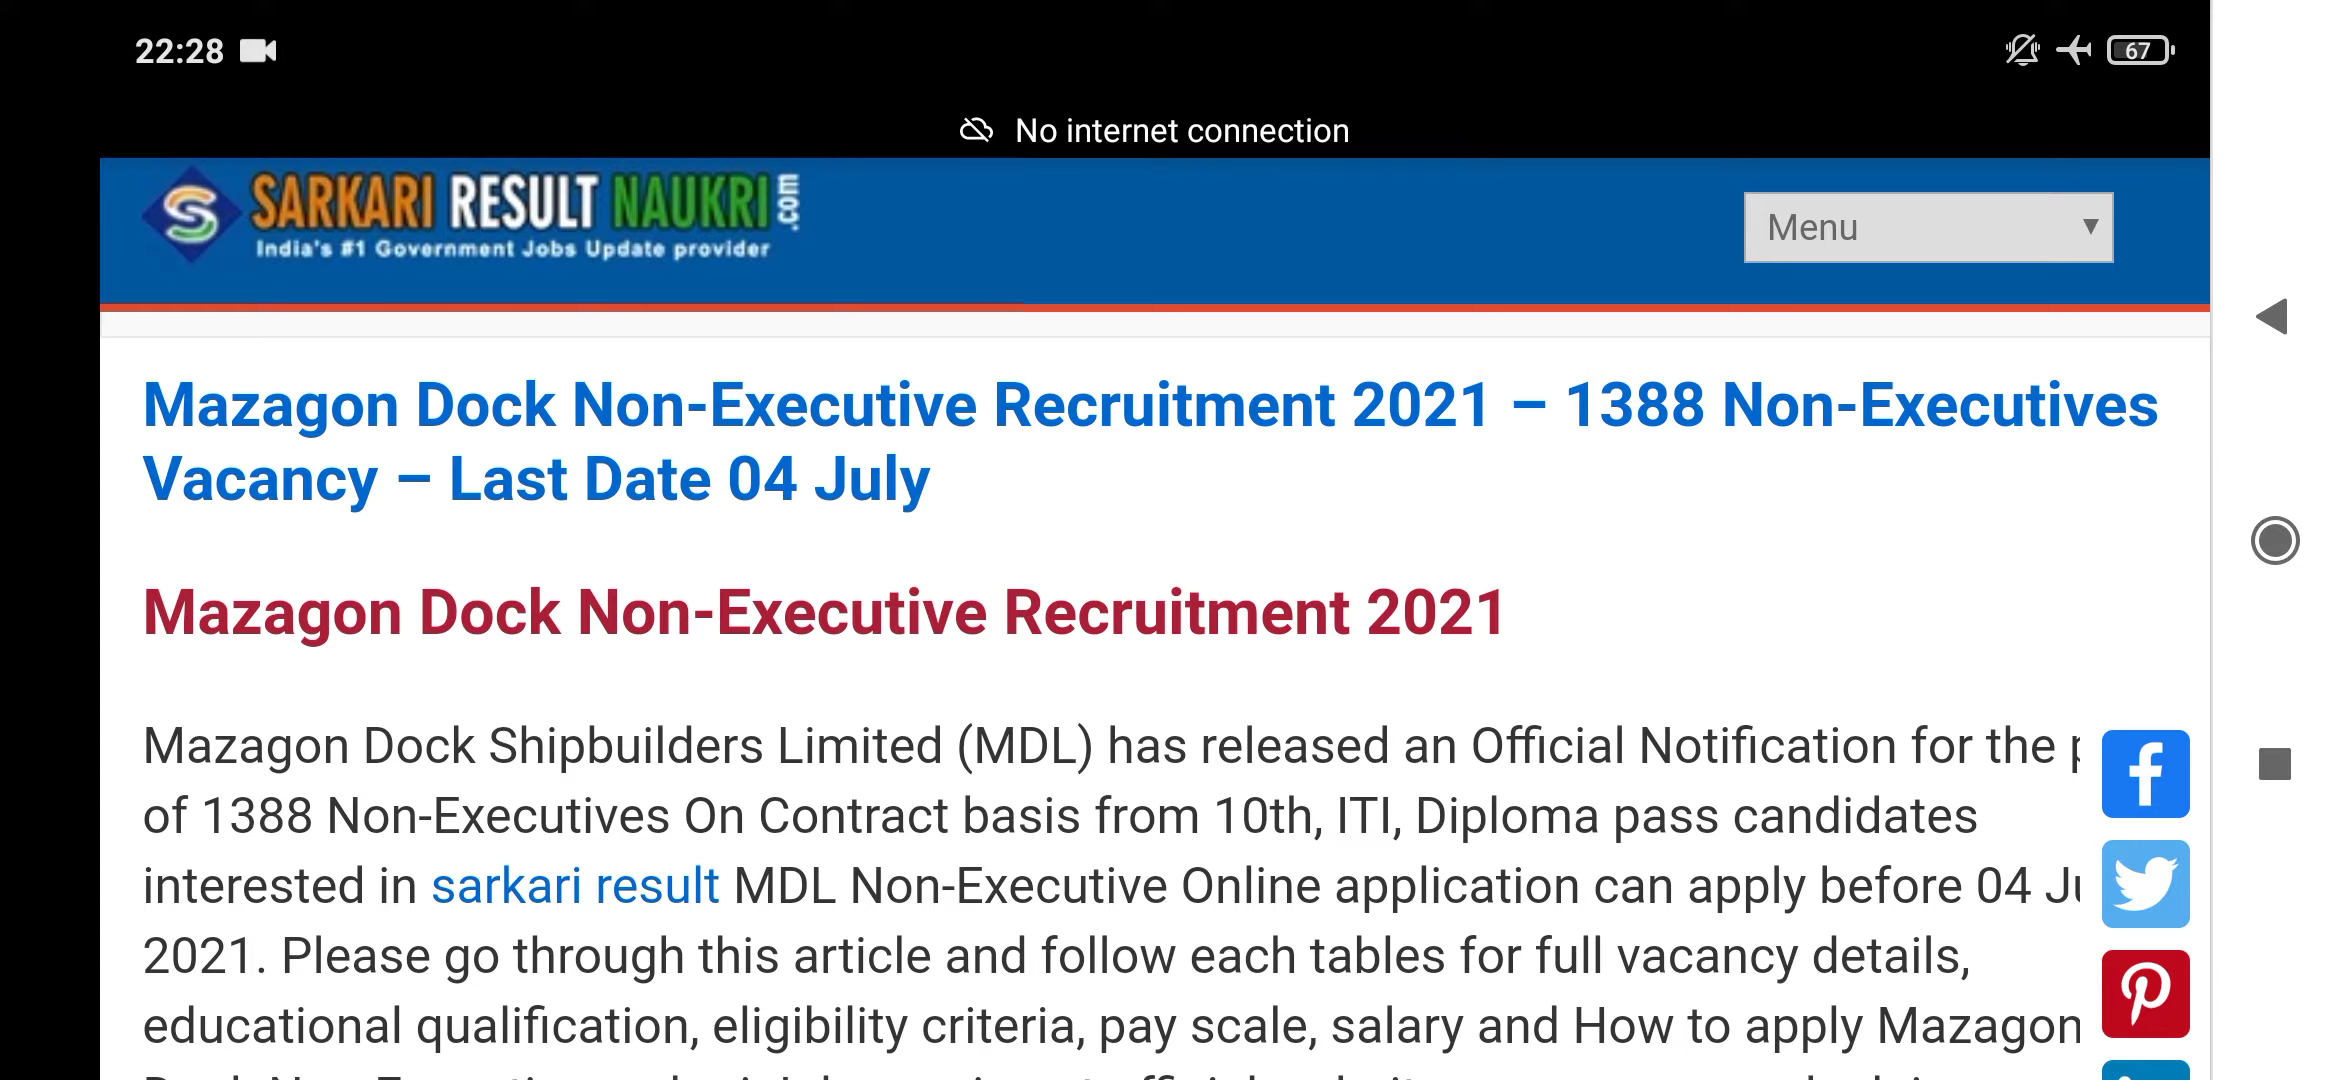 22:28
67
No internet connection
SARKARI RESULT NAUKRI.com
India's #1 Government Jobs Update provider
Menu
Mazagon Dock Non-Executive Recruitment 2021 – 1388 Non-Executives
Vacancy – Last Date 04 July
Mazagon Dock Non-Executive Recruitment 2021
Mazagon Dock Shipbuilders Limited (MDL) has released an Official Notification for the
of 1388 Non-Executives On Contract basis from 10th, ITI, Diploma pass candidates
interested in sarkari result MDL Non-Executive Online application can apply before 04
2021. Please go through this article and follow each tables for full vacancy details,
educational qualification, eligibility criteria, pay scale, salary and How to apply Mazagon